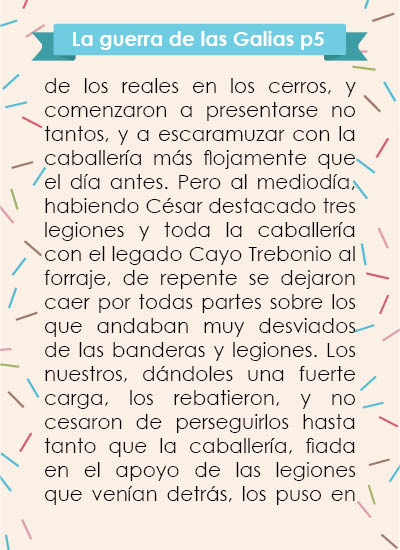 La guerra de las Galias p5
de los reales en los cerros, y
comenzaron a presentarse no
tantos, y a escaramuzar con la
caballería más flojamente que
el día antes. Pero al mediodía,
habiendo César destacado tres
legiones y toda la caballería
con el legado Cayo Trebonio al
forraje, de repente se dejaron
caer por todas partes sobre los
que andaban muy desviados
de las banderas y legiones. Los
nuestros, dándoles una fuerte
carga, los rebatieron, y no
cesaron de perseguirlos hasta
tanto que la caballería, fiada
en el apoyo de las legiones
que venían detrás, los puso en